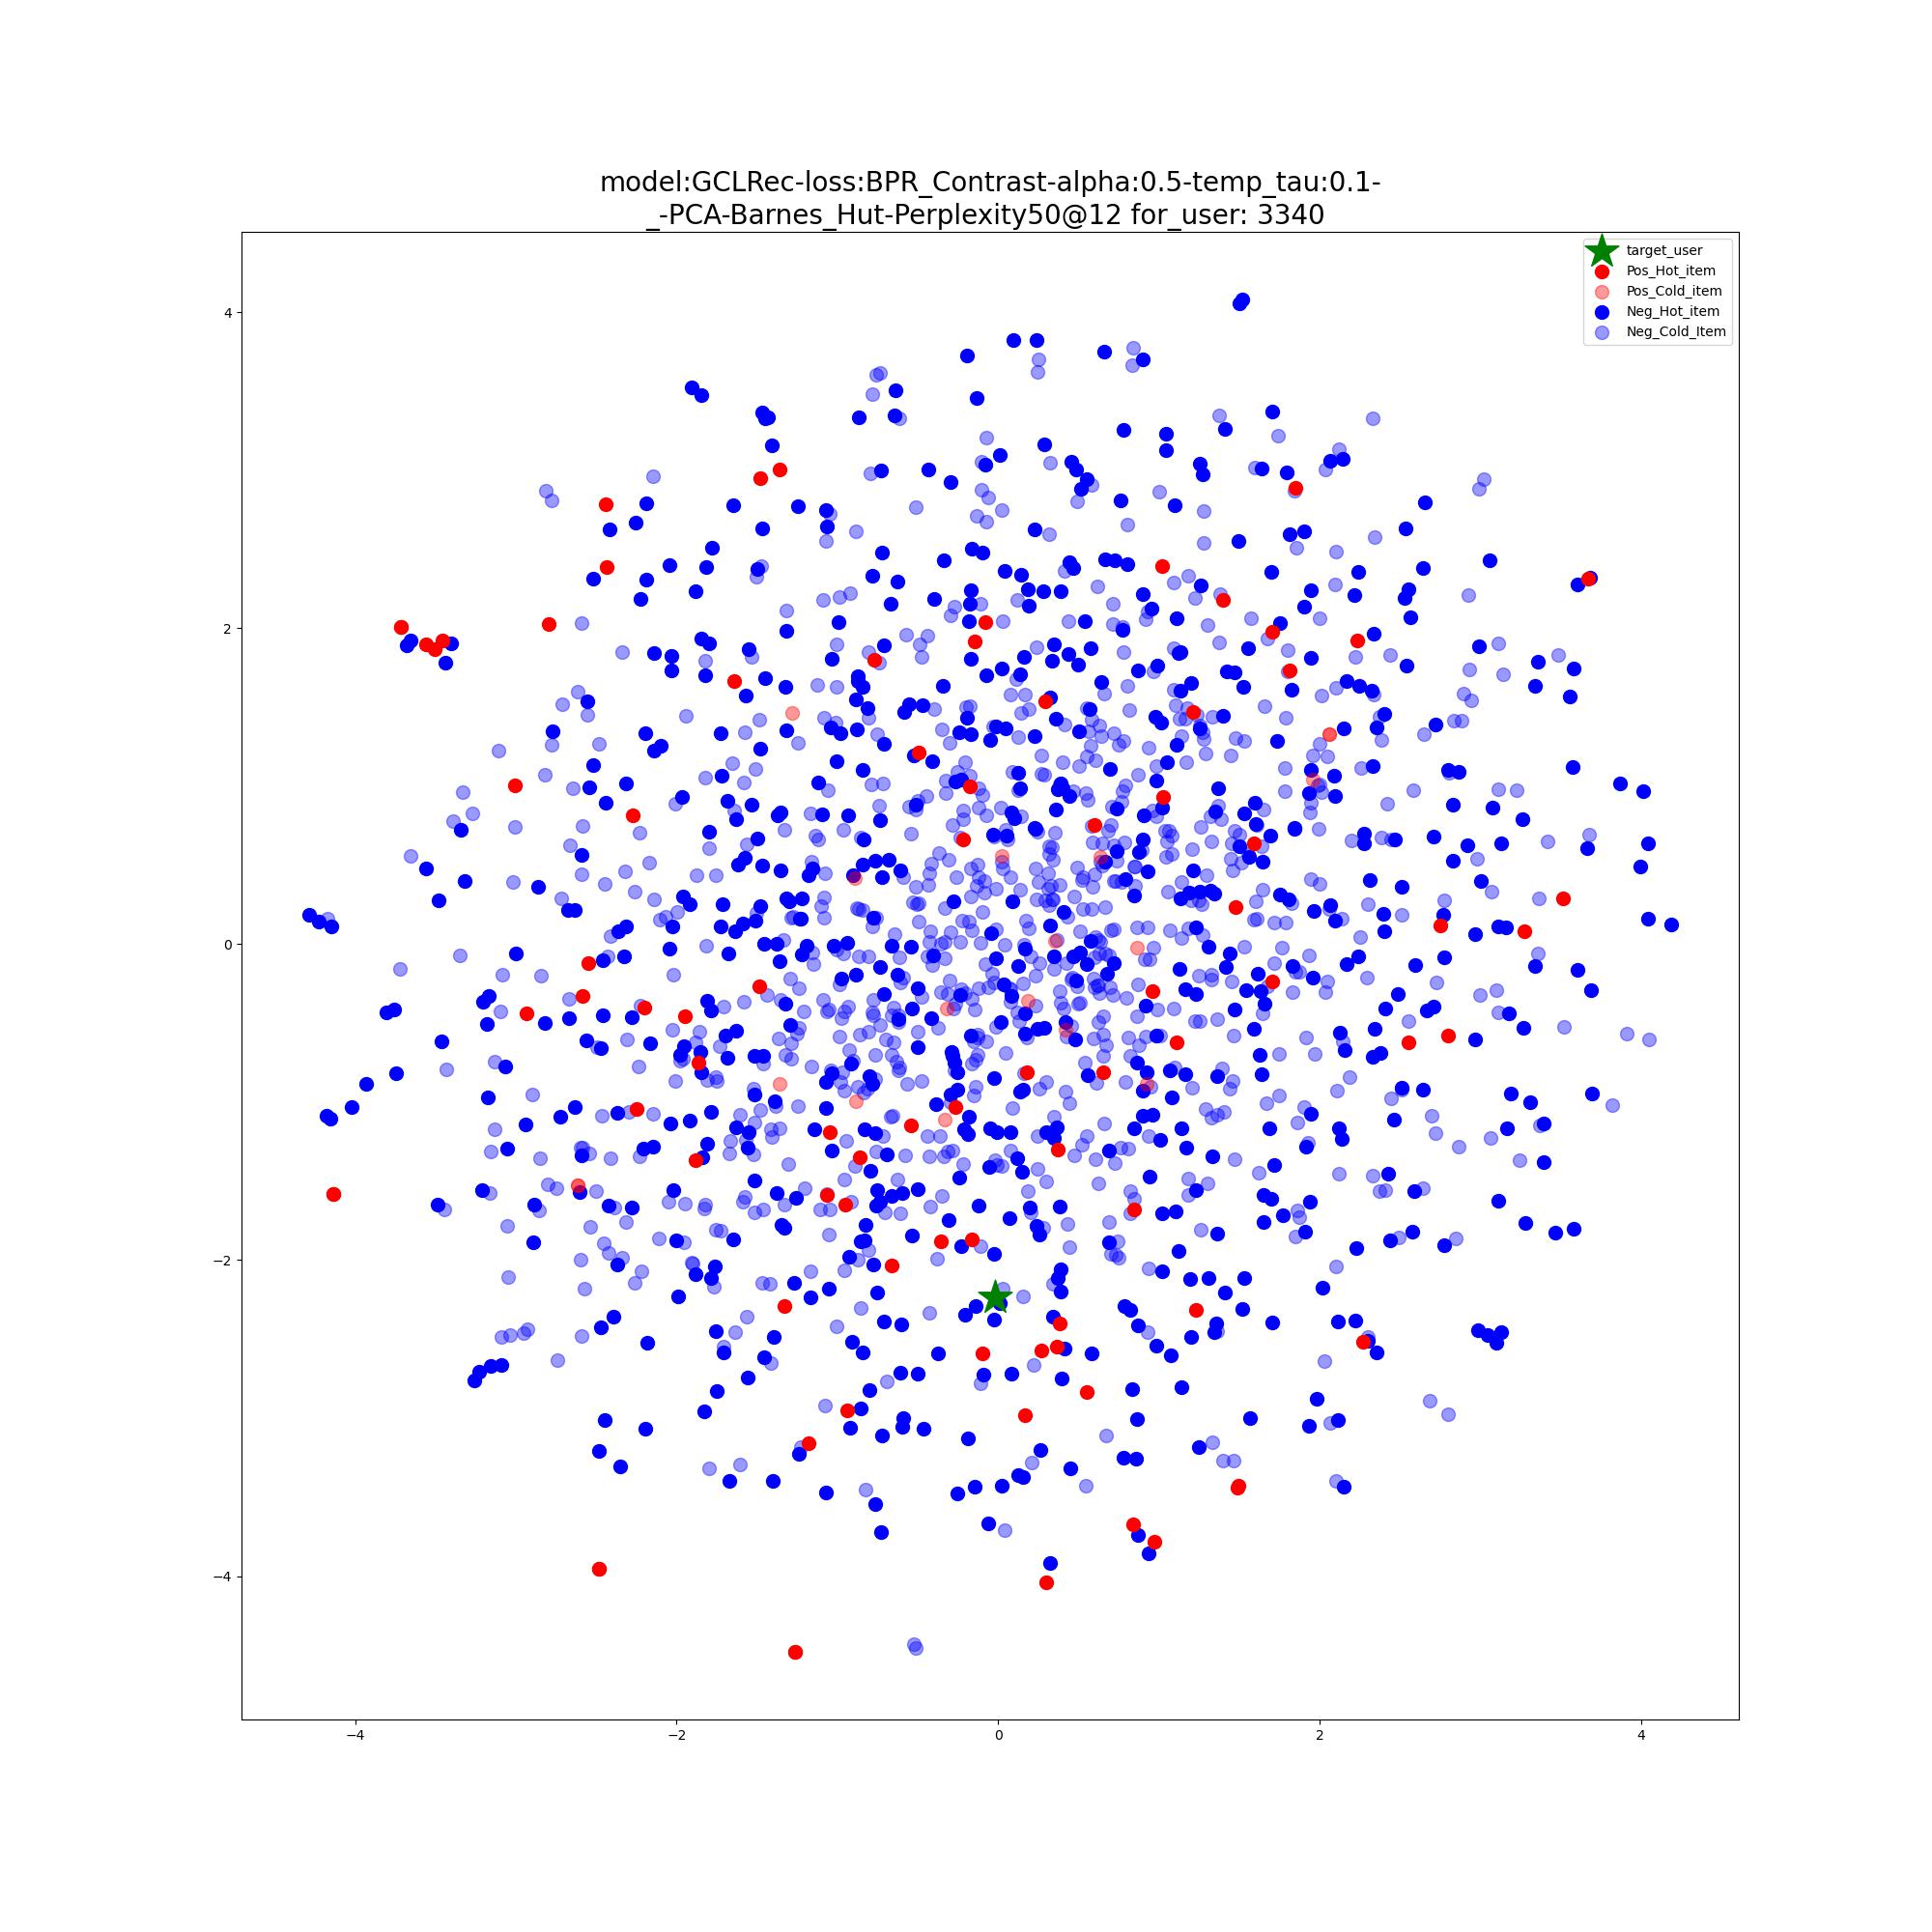 model:GCLRec-loss:BPR_Contrast-alpha:0.5-temp_tau:0.1-
_-PCA-Barnes_Hut-Perplexity50@12 for_user: 3340
target_user
Pos_Hot_item
Pos_Cold_item
Neg_Hot_item
Neg_Cold_Item
4
2
0
−2
−4
−4
−2
0
2
4